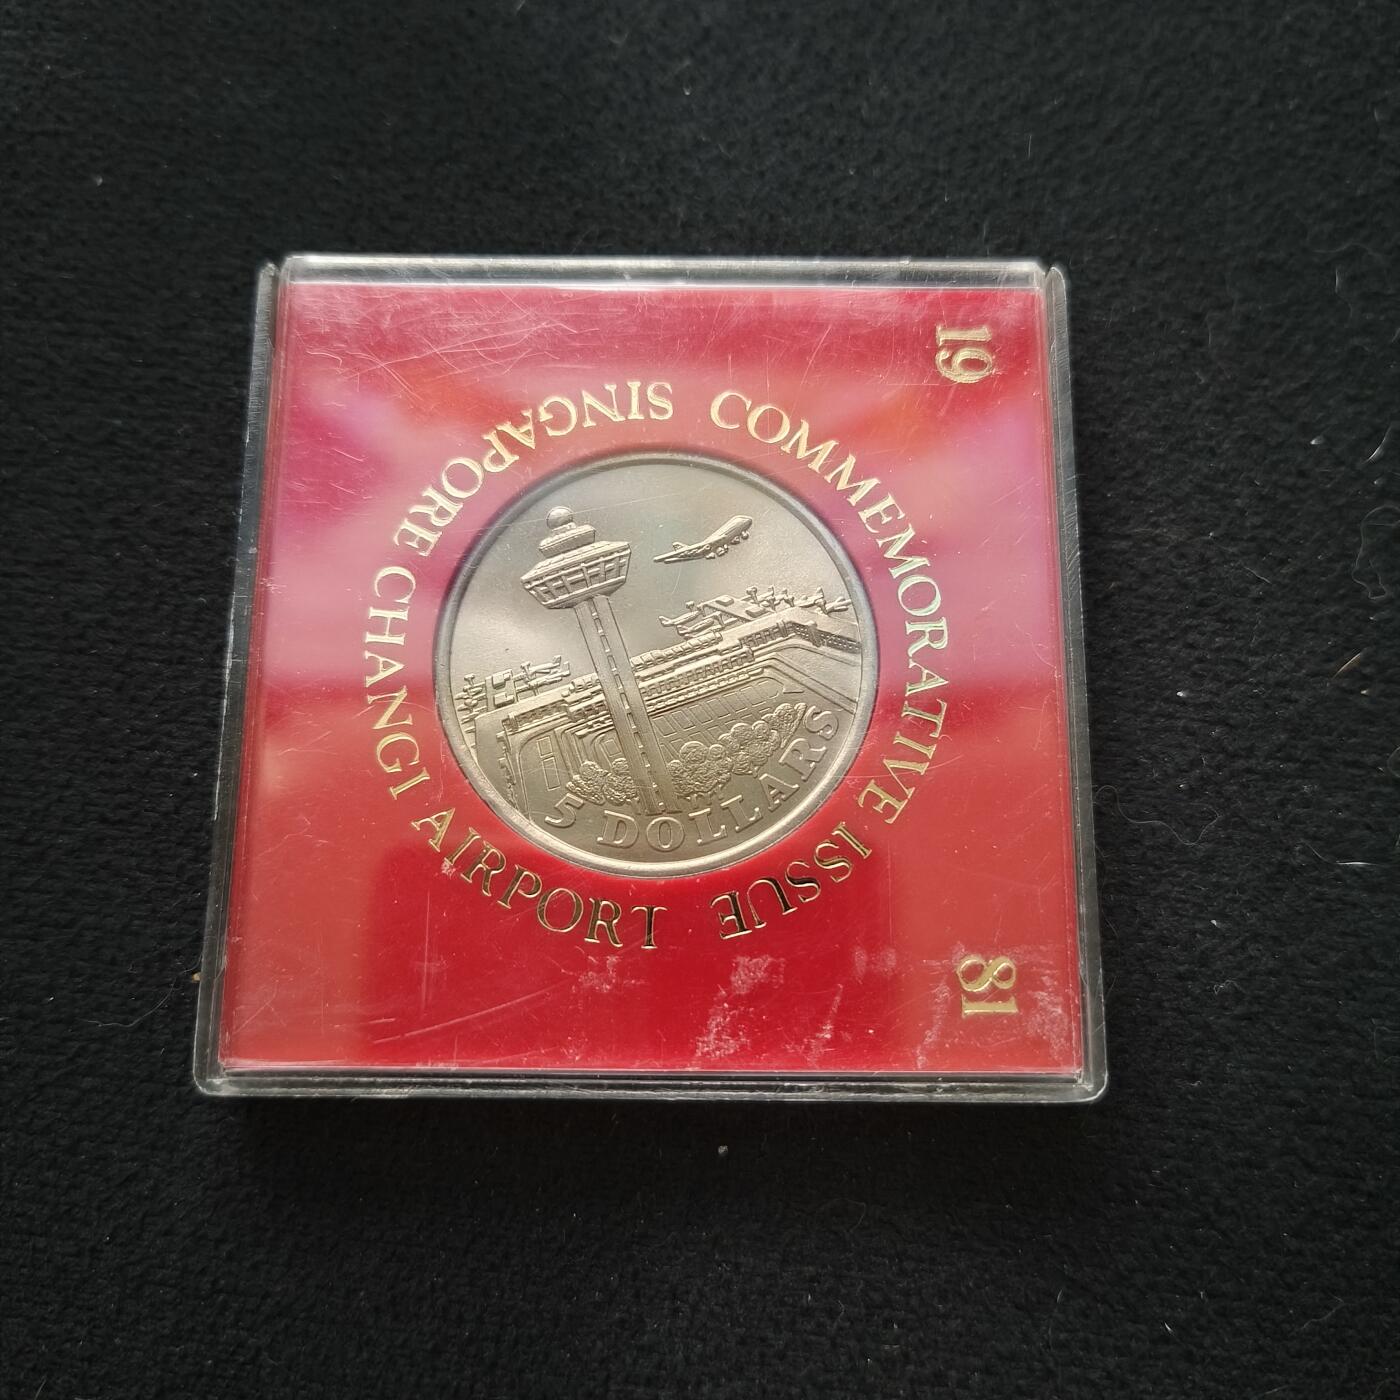 19 81
COMMEMORATIVE ISSUE
SINGAPORE CHANGI AIRPORT
5 DOLLARS